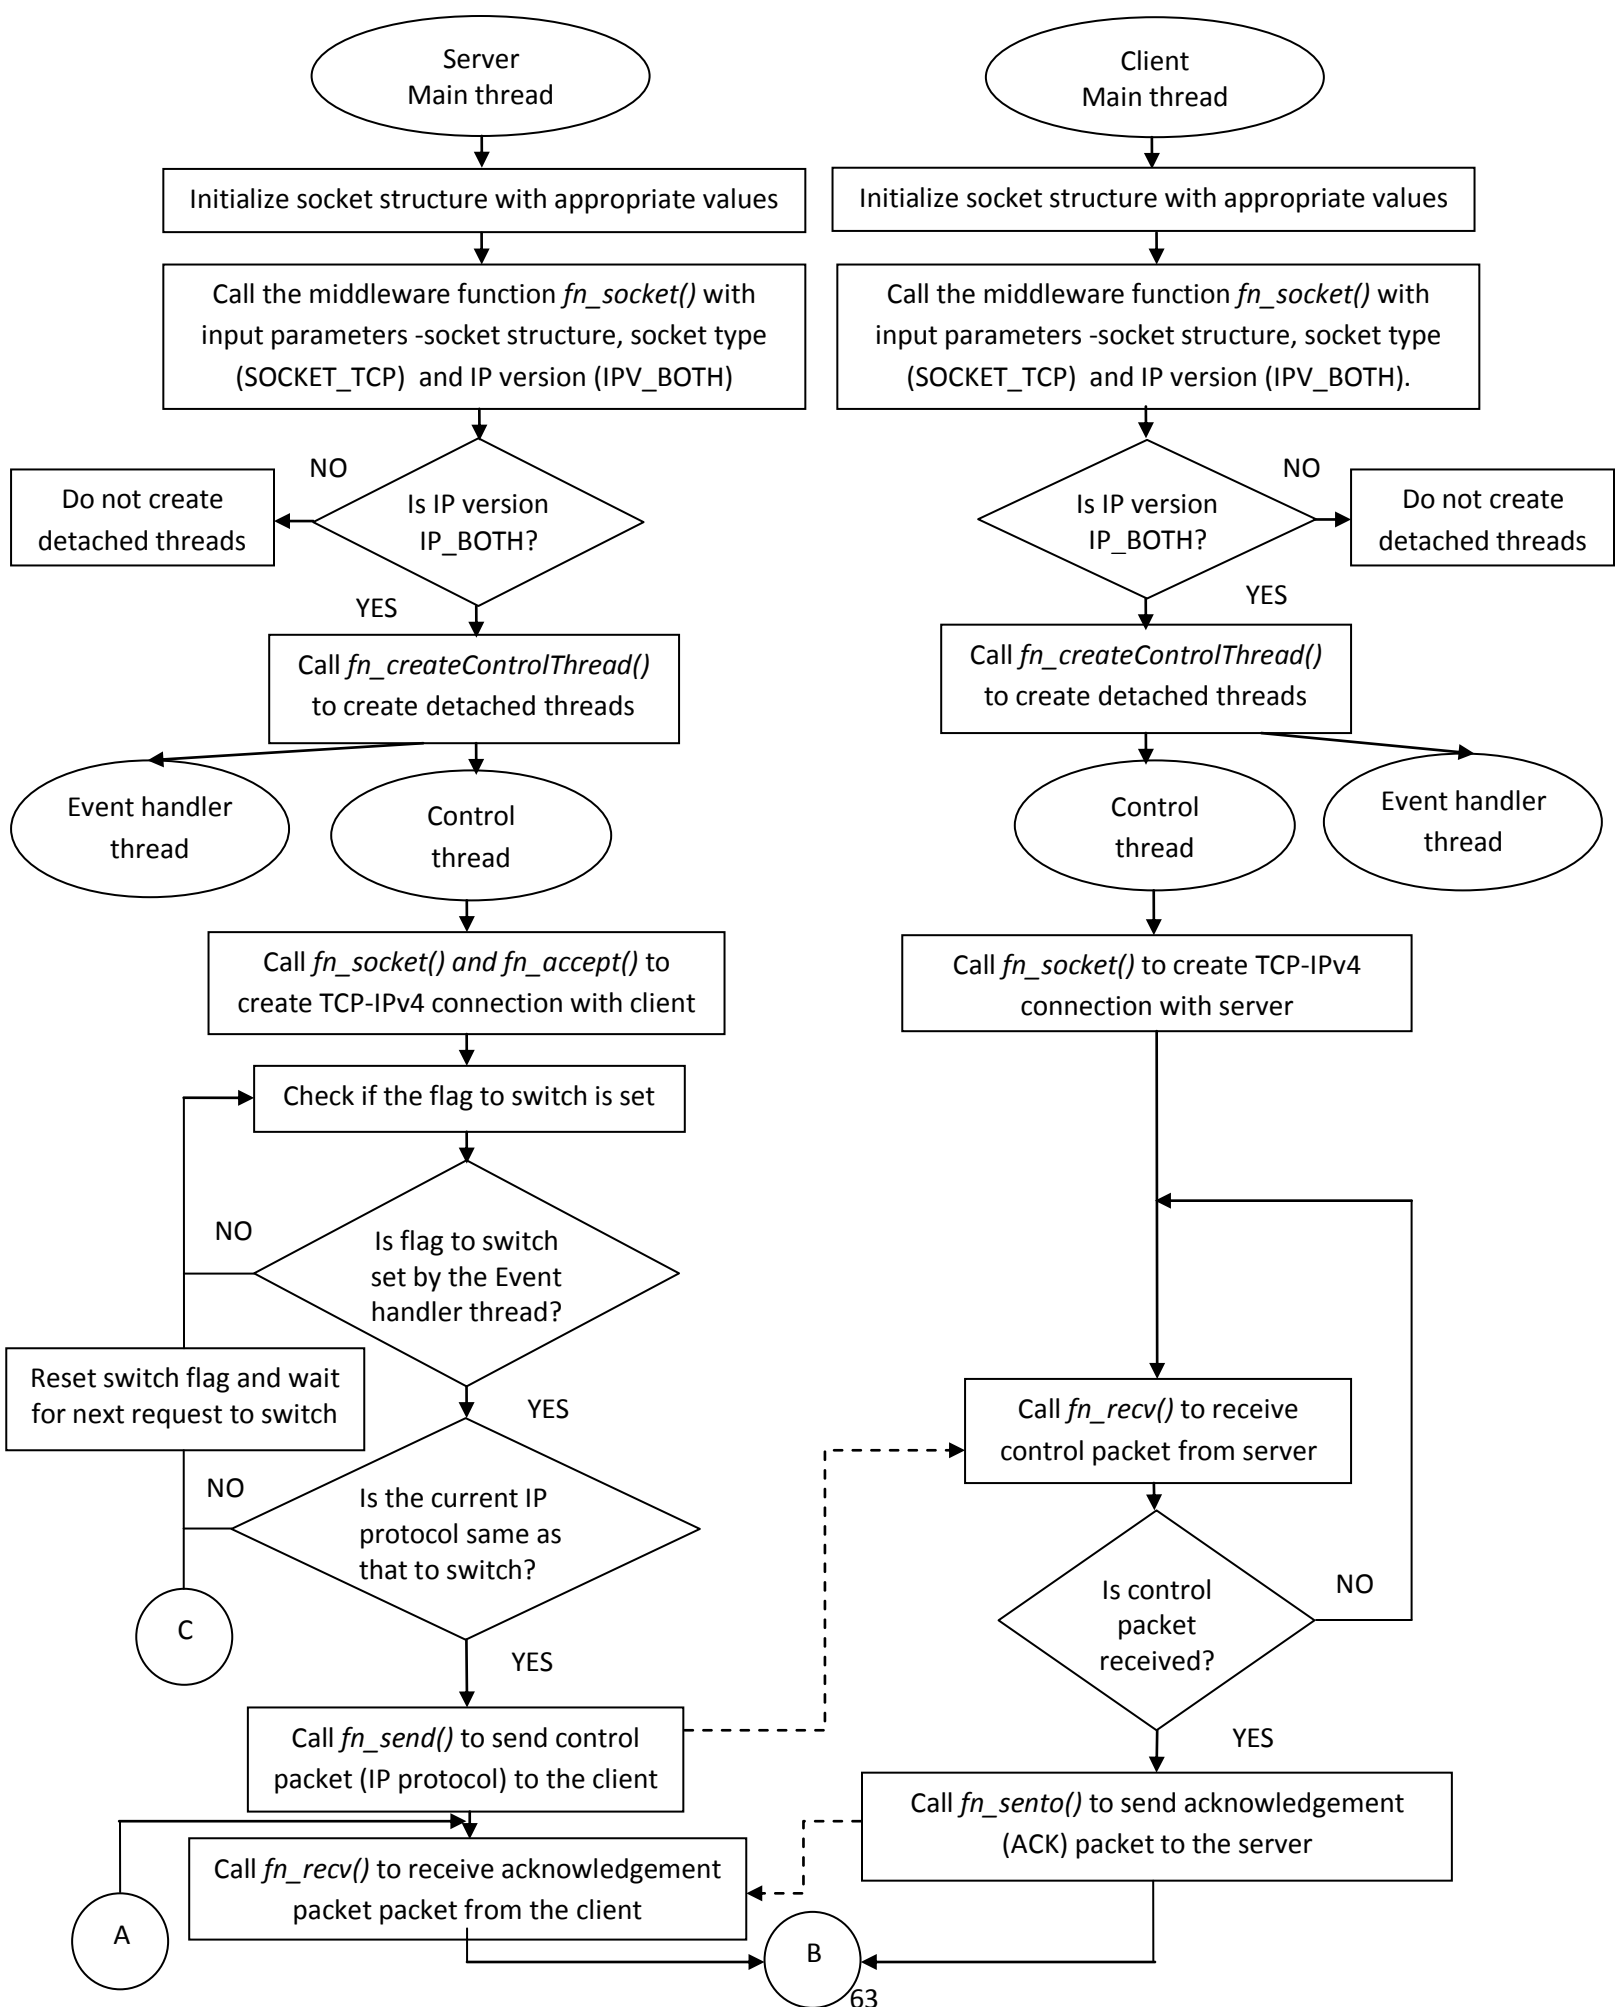 Server
Main thread
Initialize socket structure with appropriate values
Call the middleware function fn_socket() with
input parameters -socket structure, socket type
(SOCKET_TCP) and IP version (IPV_BOTH)
Is IP version
IP_BOTH?
NO
Do not create
detached threads
YES
Call fn_createControlThread()
to create detached threads
Event handler
thread
Control
thread
Call fn_socket() and fn_accept() to
create TCP-IPv4 connection with client
Check if the flag to switch is set
NO
Is flag to switch
set by the Event
handler thread?
Reset switch flag and wait
for next request to switch
YES
NO
Is the current IP
protocol same as
that to switch?
C
YES
Call fn_send() to send control
packet (IP protocol) to the client
Call fn_recv() to receive acknowledgement
packet packet from the client
A
Client
Main thread
Initialize socket structure with appropriate values
Call the middleware function fn_socket() with
input parameters -socket structure, socket type
(SOCKET_TCP) and IP version (IPV_BOTH).
Is IP version
IP_BOTH?
NO
Do not create
detached threads
YES
Call fn_createControlThread()
to create detached threads
Control
thread
Event handler
thread
Call fn_socket() to create TCP-IPv4
connection with server
Call fn_recv() to receive
control packet from server
Is control
packet
received?
NO
YES
Call fn_sento() to send acknowledgement
(ACK) packet to the server
B
63